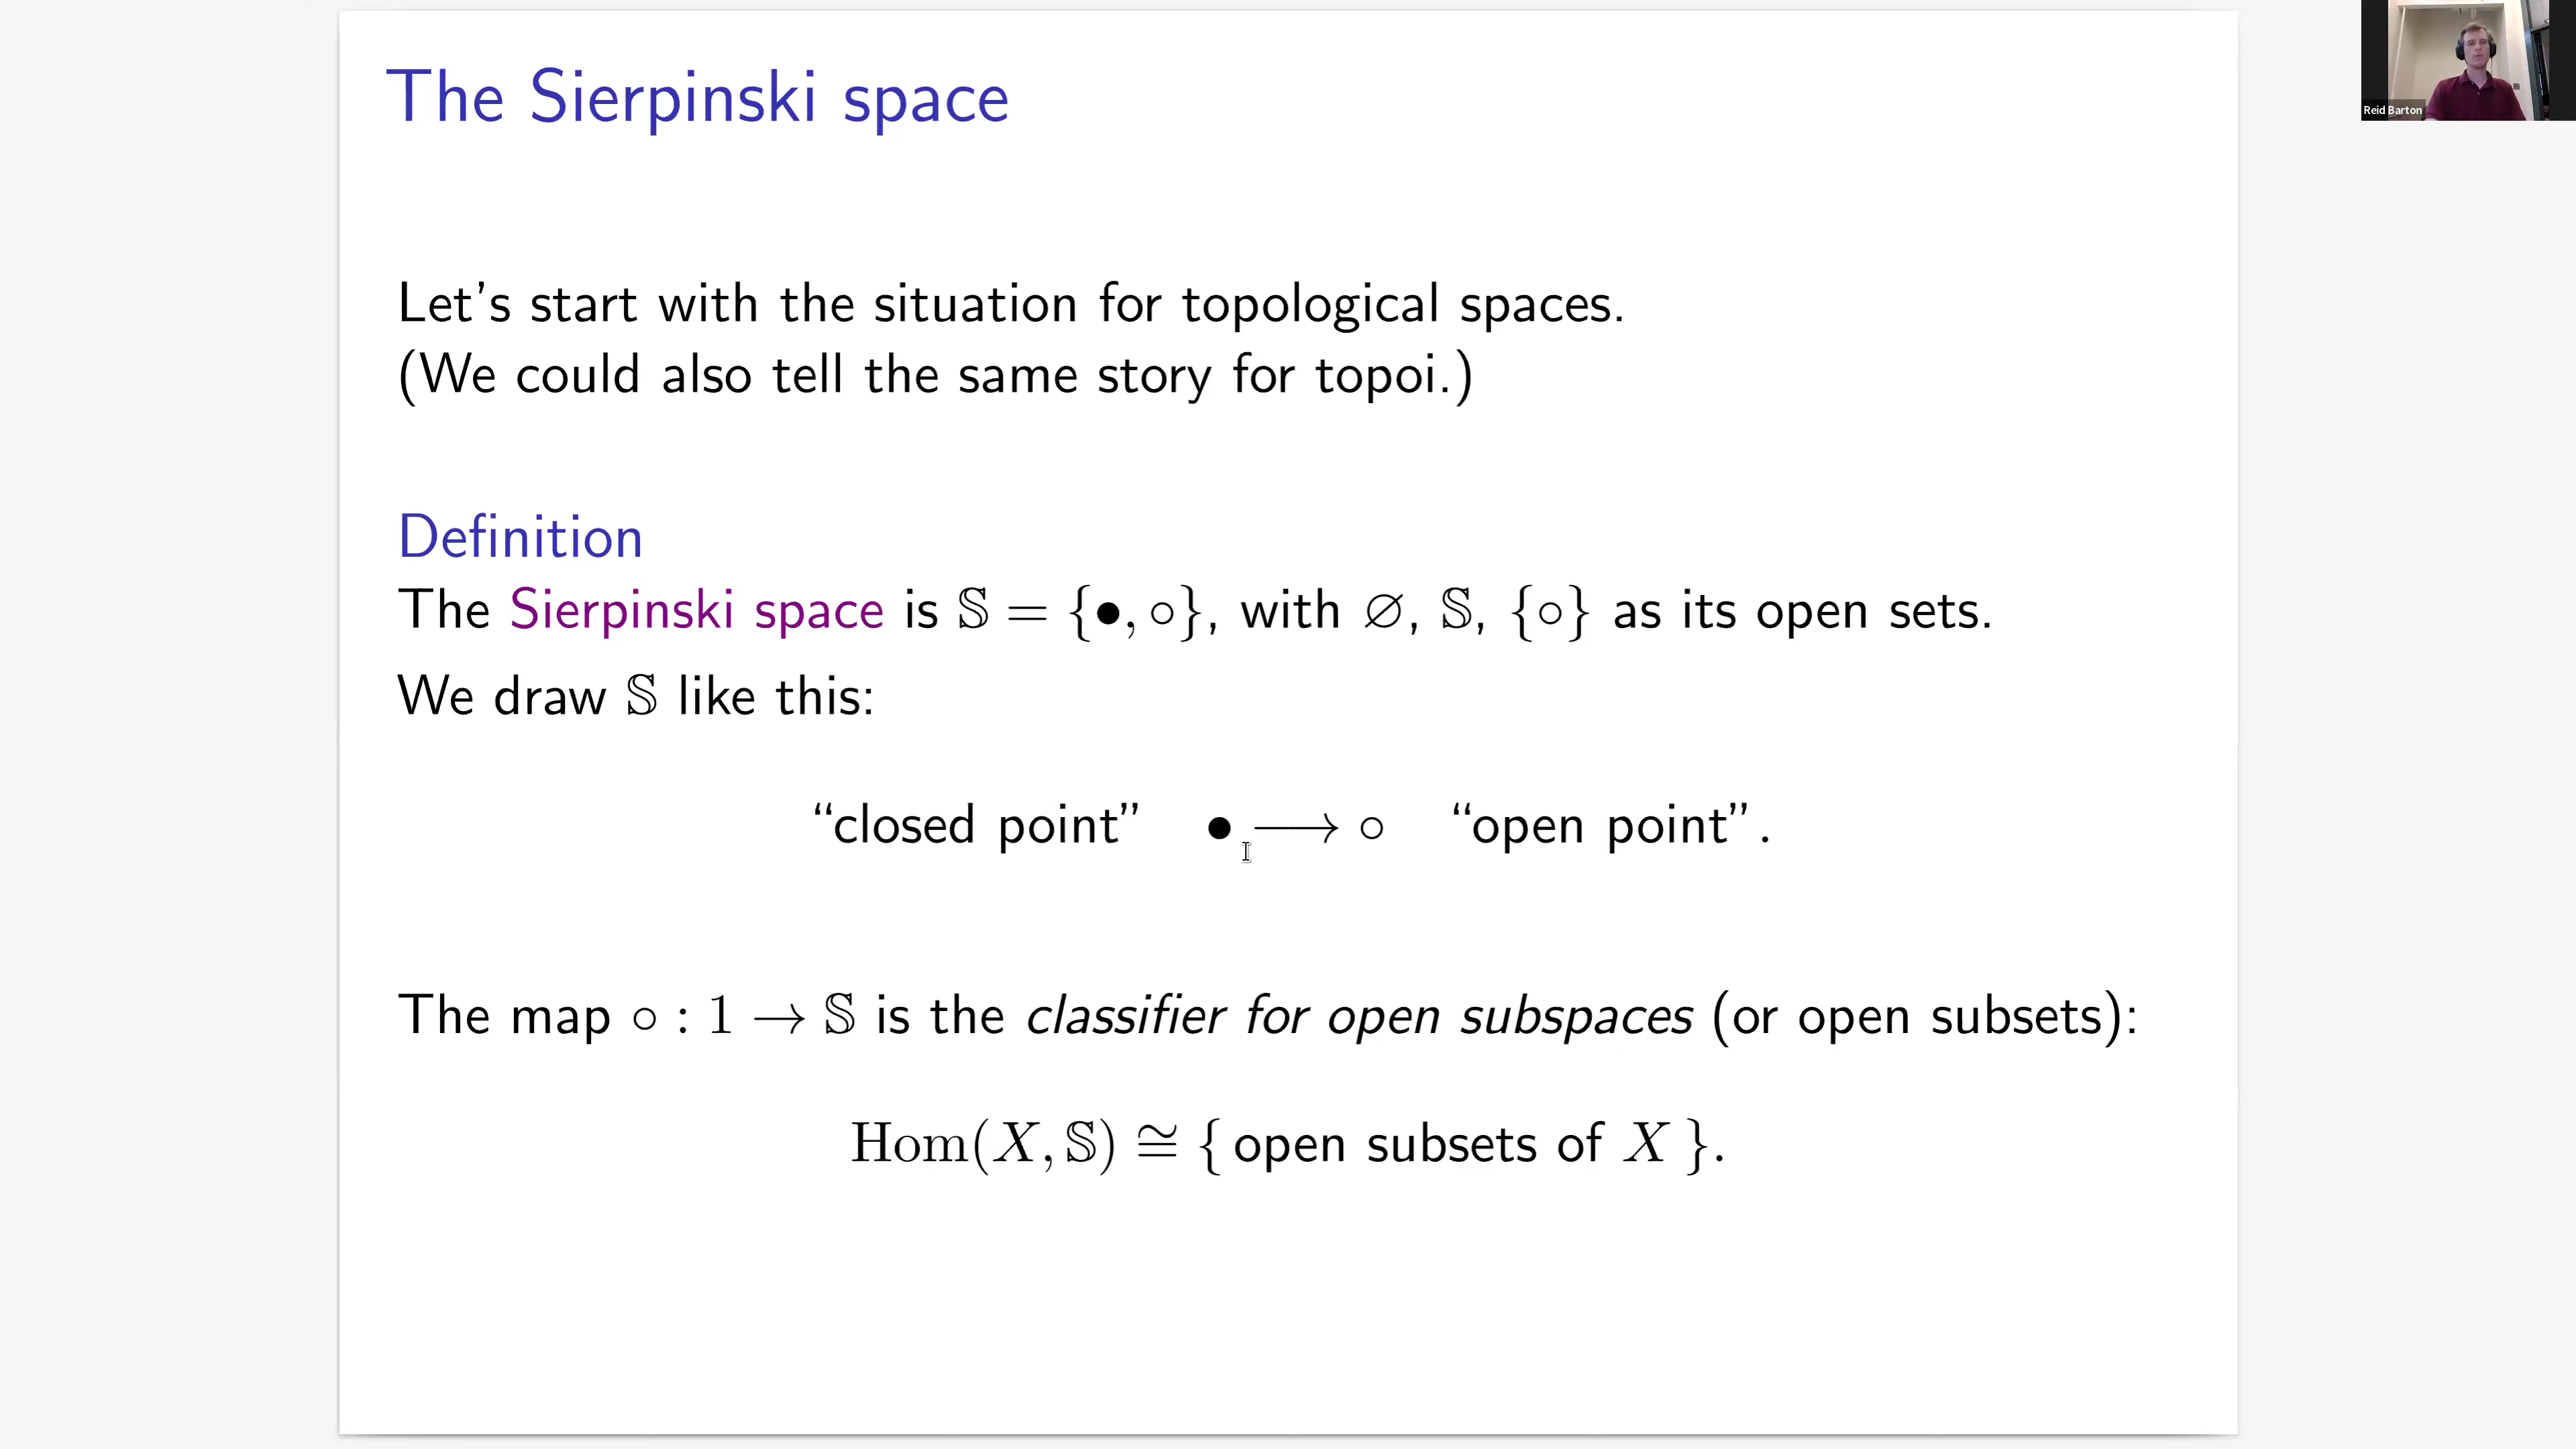 The Sierpinski space
Reid Barton
Let’s start with the situation for topological spaces.
(We could also tell the same story for topoi.)
Definition
The Sierpinski space is 𝕊 = {•, ∘}, with ∅, 𝕊, {∘} as its open sets.
We draw 𝕊 like this:
“closed point” • ⟶ ∘ “open point”.
The map ∘ : 1 → 𝕊 is the classifier for open subspaces (or open subsets):
Hom(X, 𝕊) ≅ { open subsets of X }.